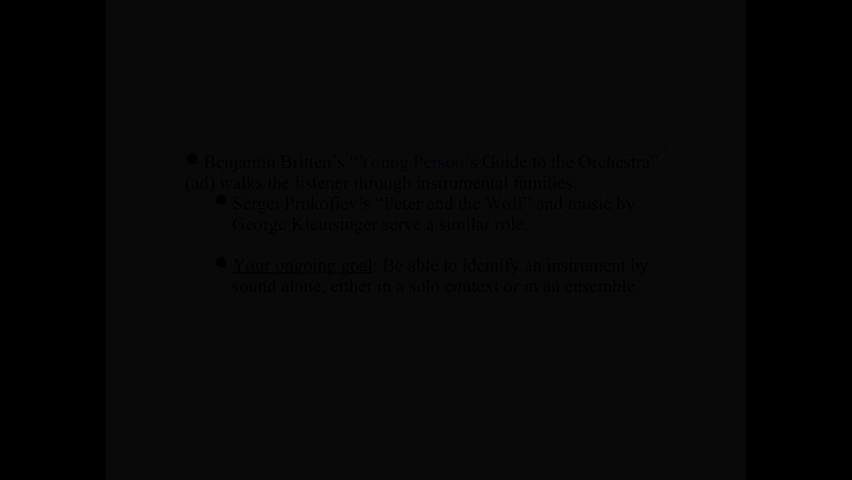 • Benjamin Britten's "Young Person's Guide to the Orchestra"
(ad) walks the listener through instrumental families.
• Sergei Prokofiev's "Peter and the Wolf" and music by
George Kleinsinger serve a similar role.
• Your ongoing goal: Be able to identify an instrument by
sound alone, either in a solo context or in an ensemble